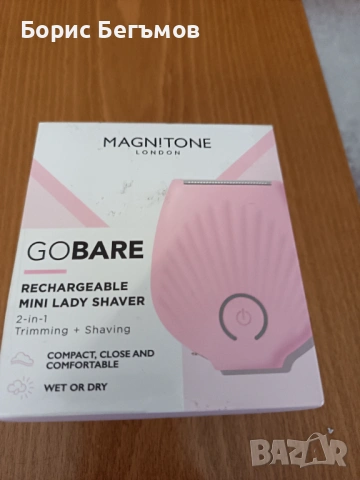 Борис Бегъмов
MAGN!TONE
LONDON
GOBARE
RECHARGEABLE
MINI LADY SHAVER
2-in-1
Trimming + Shaving
COMPACT, CLOSE AND
COMFORTABLE
WET OR DRY
BAZAR